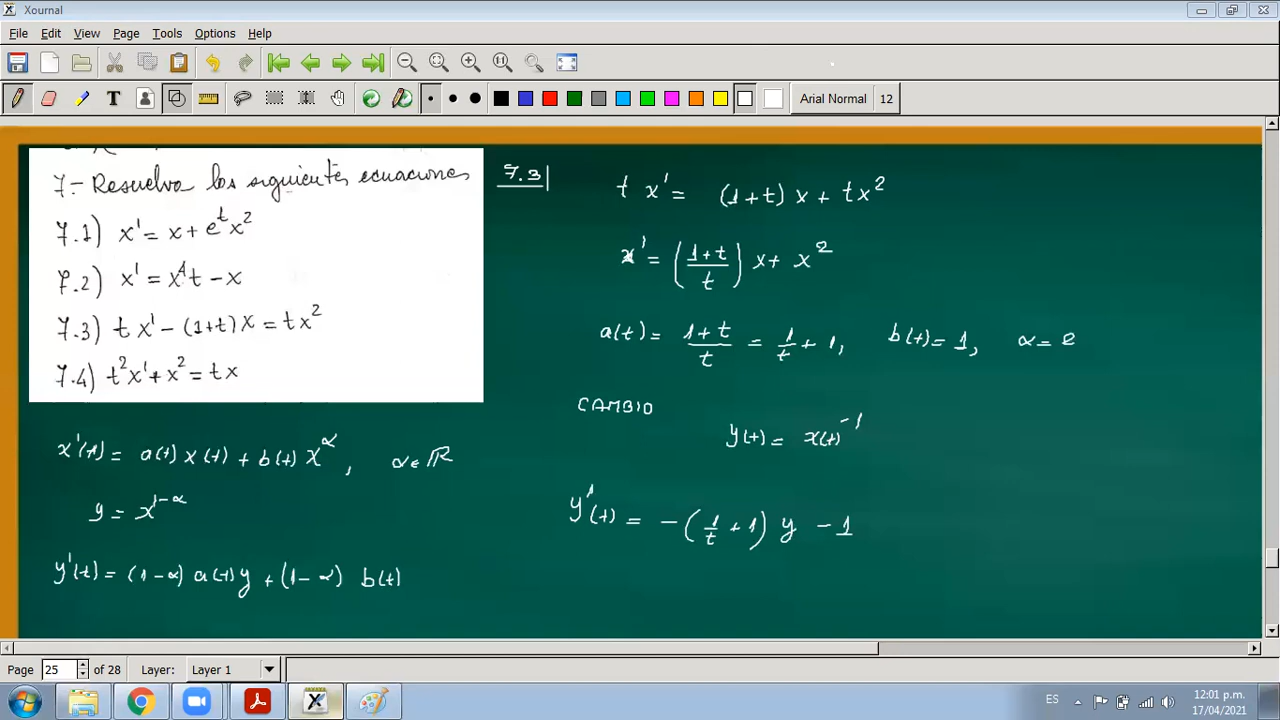 Xournal
File Edit View Page Tools Options Help
Arial Normal 12
7.- Resuelva las siguientes ecuaciones
7.1) x' = x + e^t x^2
7.2) x' = x^4 t - x
7.3) t x' - (1+t) x = t x^2
7.4) t^2 x' + x^2 = t x
x'(t) = a(t) x(t) + b(t) x^α, α ∈ ℝ
y = x^{1-α}
y'(t) = (1-α) a(t) y + (1-α) b(t)
7.3|
t x' = (1+t) x + t x^2
x' = (1+t / t) x + x^2
a(t) = 1+t / t = 1/t + 1, b(t) = 1, α = 2
CAMBIO
y(t) = x(t)^{-1}
y'(t) = - (1/t + 1) y - 1
Page 25 of 28 Layer: Layer 1
ES 12:01 p.m.
17/04/2021